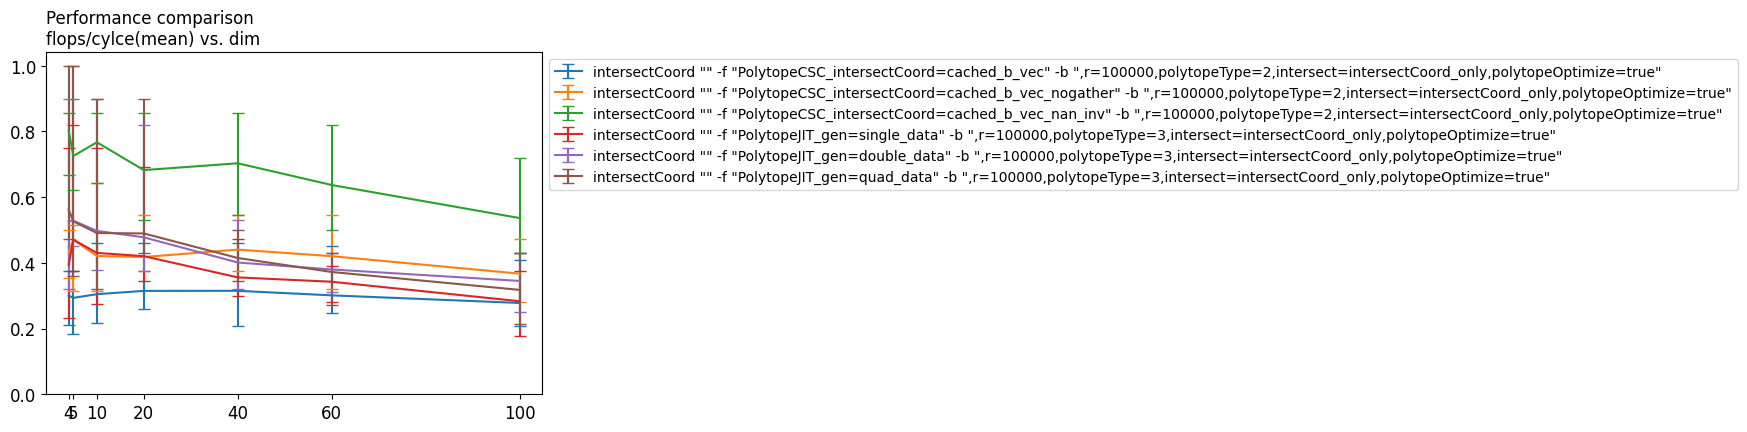 Performance comparison
flops/cylce(mean) vs. dim
1.0
0.8
0.6
0.4
0.2
0.0
4 5 10 20 40 60 100
intersectCoord "" -f "PolytopeCSC_intersectCoord=cached_b_vec" -b ",r=100000,polytopeType=2,intersect=intersectCoord_only,polytopeOptimize=true"
intersectCoord "" -f "PolytopeCSC_intersectCoord=cached_b_vec_nogather" -b ",r=100000,polytopeType=2,intersect=intersectCoord_only,polytopeOptimize=true"
intersectCoord "" -f "PolytopeCSC_intersectCoord=cached_b_vec_nan_inv" -b ",r=100000,polytopeType=2,intersect=intersectCoord_only,polytopeOptimize=true"
intersectCoord "" -f "PolytopeJIT_gen=single_data" -b ",r=100000,polytopeType=3,intersect=intersectCoord_only,polytopeOptimize=true"
intersectCoord "" -f "PolytopeJIT_gen=double_data" -b ",r=100000,polytopeType=3,intersect=intersectCoord_only,polytopeOptimize=true"
intersectCoord "" -f "PolytopeJIT_gen=quad_data" -b ",r=100000,polytopeType=3,intersect=intersectCoord_only,polytopeOptimize=true"